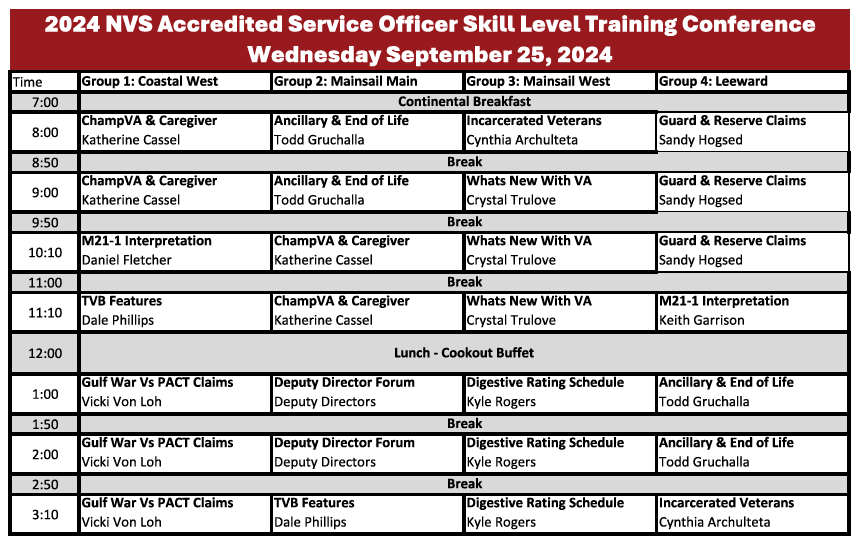 2024 NVS Accredited Service Officer Skill Level Training Conference
Wednesday September 25, 2024
Time Group 1: Coastal West Group 2: Mainsail Main Group 3: Mainsail West Group 4: Leeward
7:00 Continental Breakfast
8:00 ChampVA & Caregiver Ancillary & End of Life Incarcerated Veterans Guard & Reserve Claims
Katherine Cassel Todd Gruchalla Cynthia Archulteta Sandy Hogsed
8:50 Break
9:00 ChampVA & Caregiver Ancillary & End of Life Whats New With VA Guard & Reserve Claims
Katherine Cassel Todd Gruchalla Crystal Trulove Sandy Hogsed
9:50 Break
10:10 M21-1 Interpretation ChampVA & Caregiver Whats New With VA Guard & Reserve Claims
Daniel Fletcher Katherine Cassel Crystal Trulove Sandy Hogsed
11:00 Break
11:10 TVB Features ChampVA & Caregiver Whats New With VA M21-1 Interpretation
Dale Phillips Katherine Cassel Crystal Trulove Keith Garrison
12:00 Lunch - Cookout Buffet
1:00 Gulf War Vs PACT Claims Deputy Director Forum Digestive Rating Schedule Ancillary & End of Life
Vicki Von Loh Deputy Directors Kyle Rogers Todd Gruchalla
1:50 Break
2:00 Gulf War Vs PACT Claims Deputy Director Forum Digestive Rating Schedule Ancillary & End of Life
Vicki Von Loh Deputy Directors Kyle Rogers Todd Gruchalla
2:50 Break
3:10 Gulf War Vs PACT Claims TVB Features Digestive Rating Schedule Incarcerated Veterans
Vicki Von Loh Dale Phillips Kyle Rogers Cynthia Archulteta